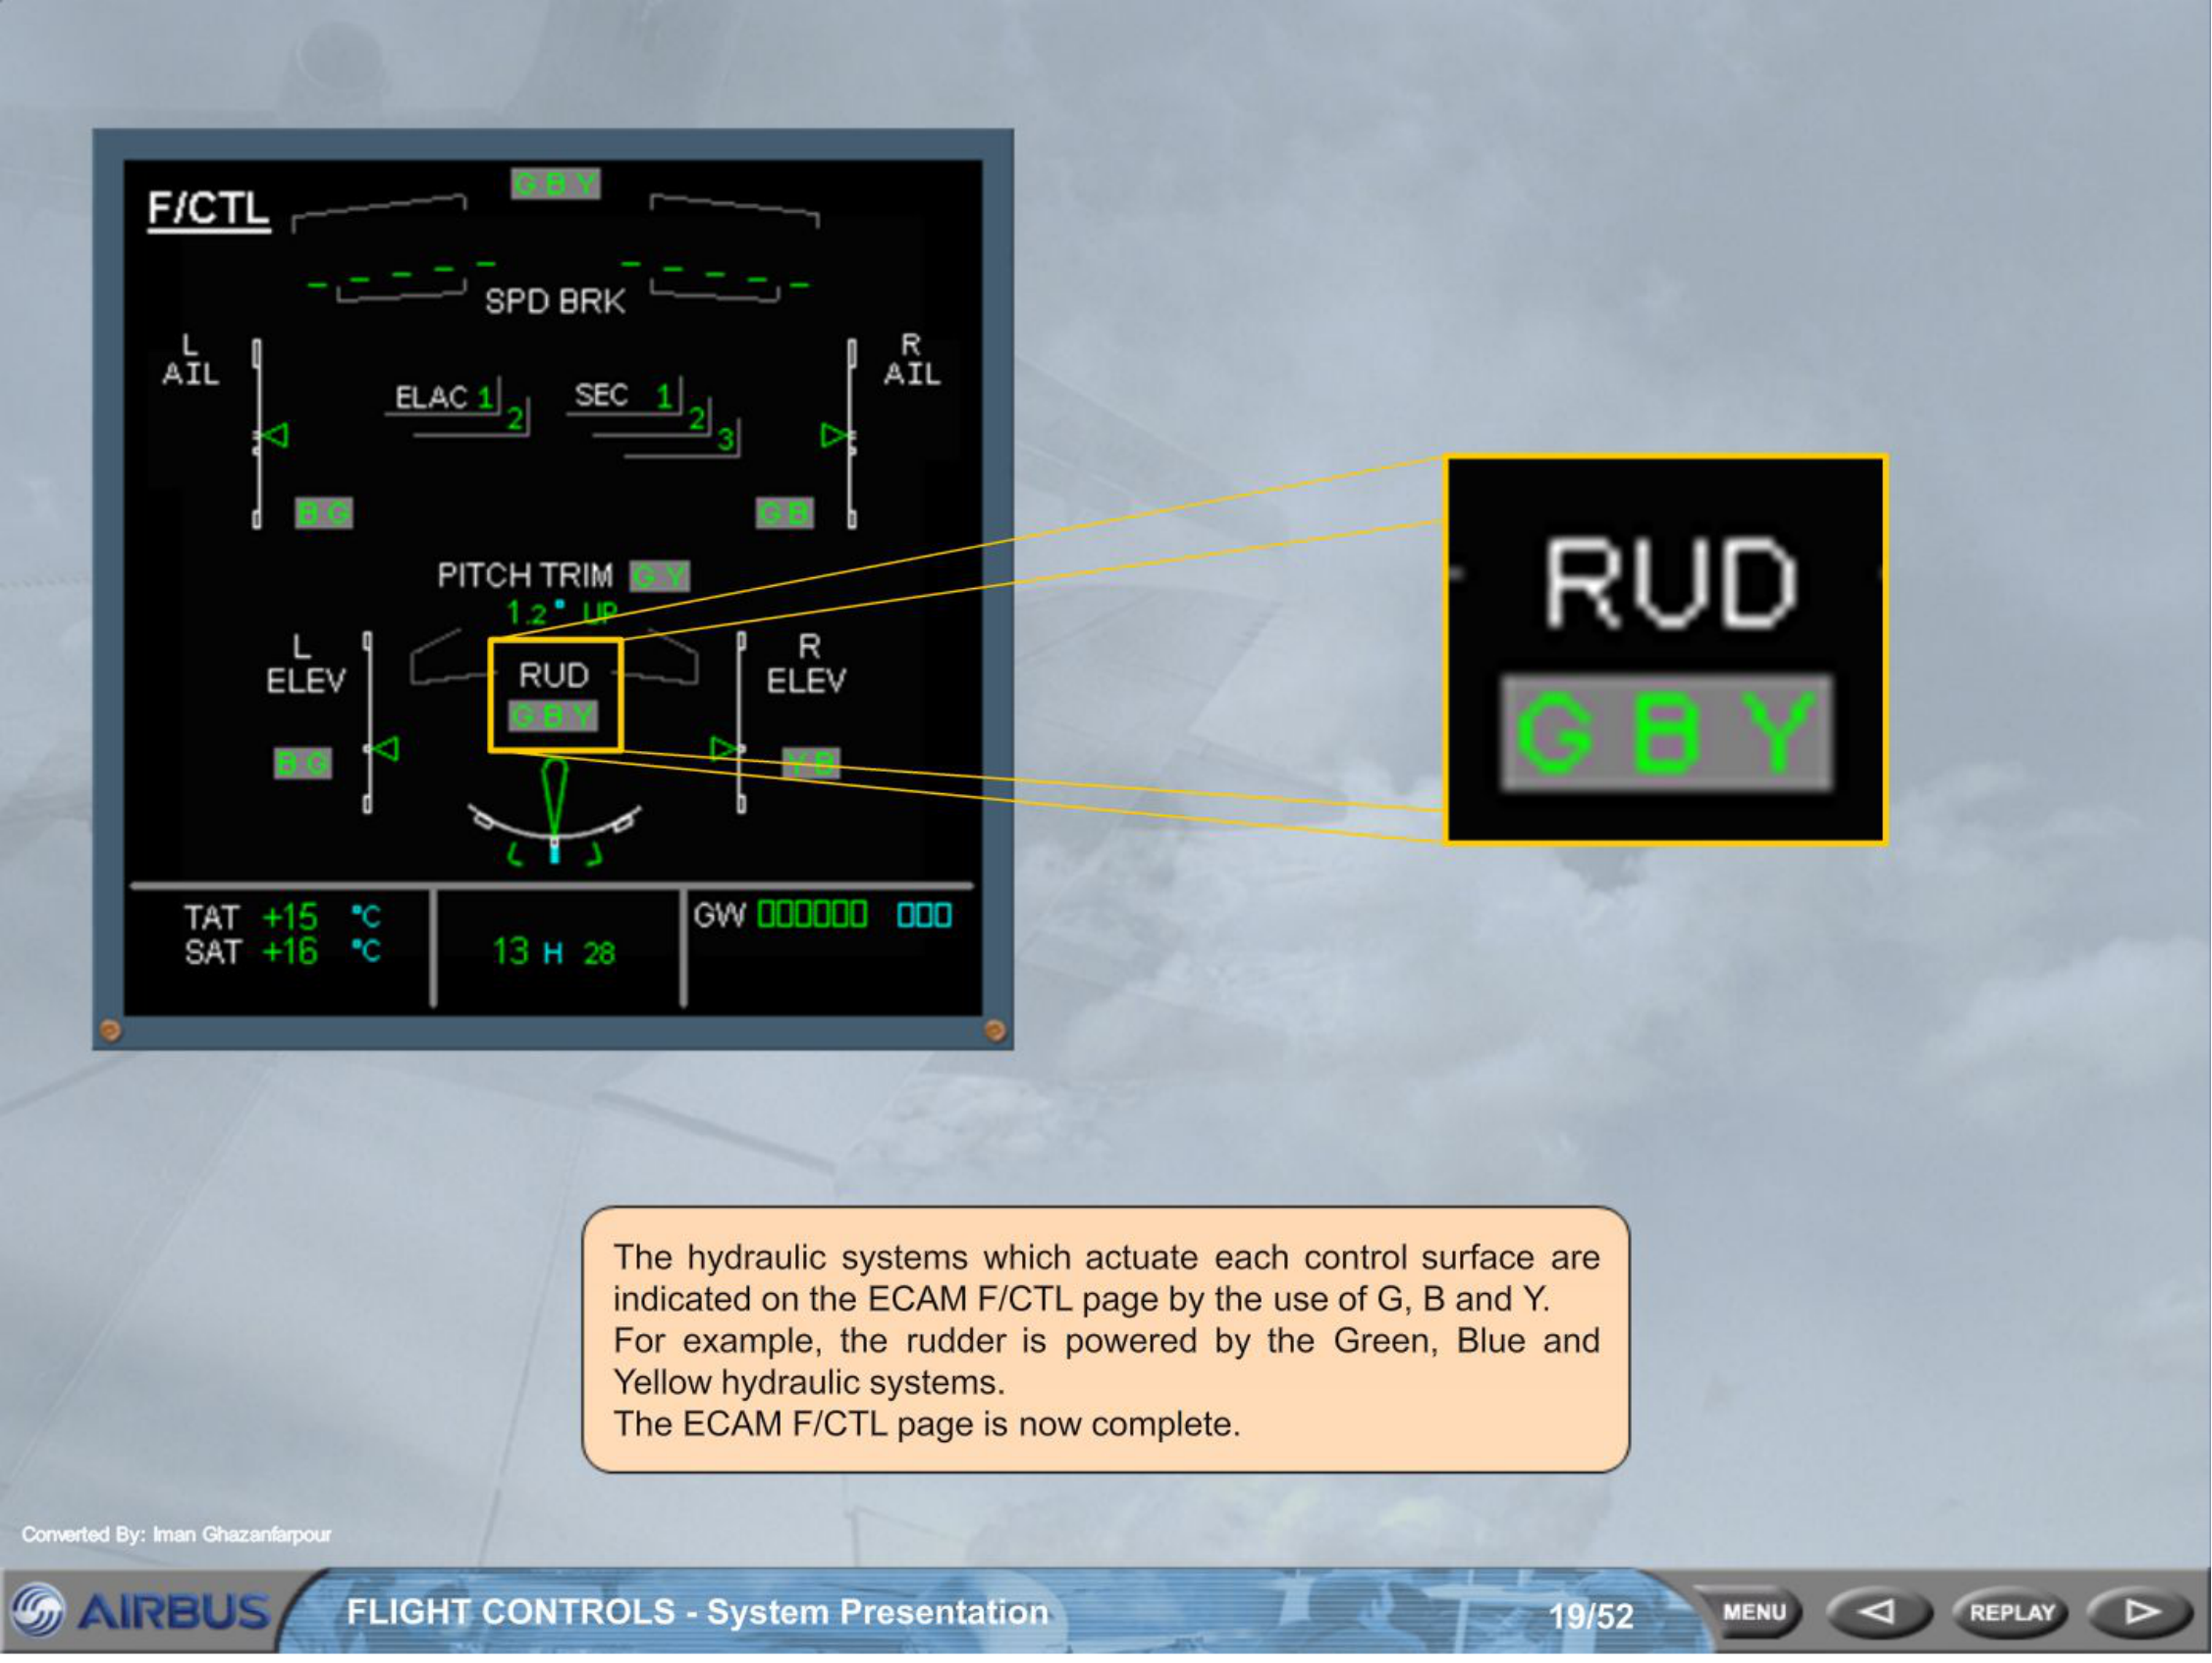 F/CTL
G B Y
SPD BRK
L
AIL
R
AIL
ELAC 1
2
SEC 1
2
3
B G
G B
PITCH TRIM G Y
1.2° UP
L
ELEV
R
ELEV
RUD
G B Y
B G
Y B
TAT +15 °C
SAT +16 °C
13 H 28
GW
RUD
G B Y
The hydraulic systems which actuate each control surface are
indicated on the ECAM F/CTL page by the use of G, B and Y.
For example, the rudder is powered by the Green, Blue and
Yellow hydraulic systems.
The ECAM F/CTL page is now complete.
Converted By: Iman Ghazanfarpour
AIRBUS
FLIGHT CONTROLS - System Presentation
19/52
MENU
REPLAY